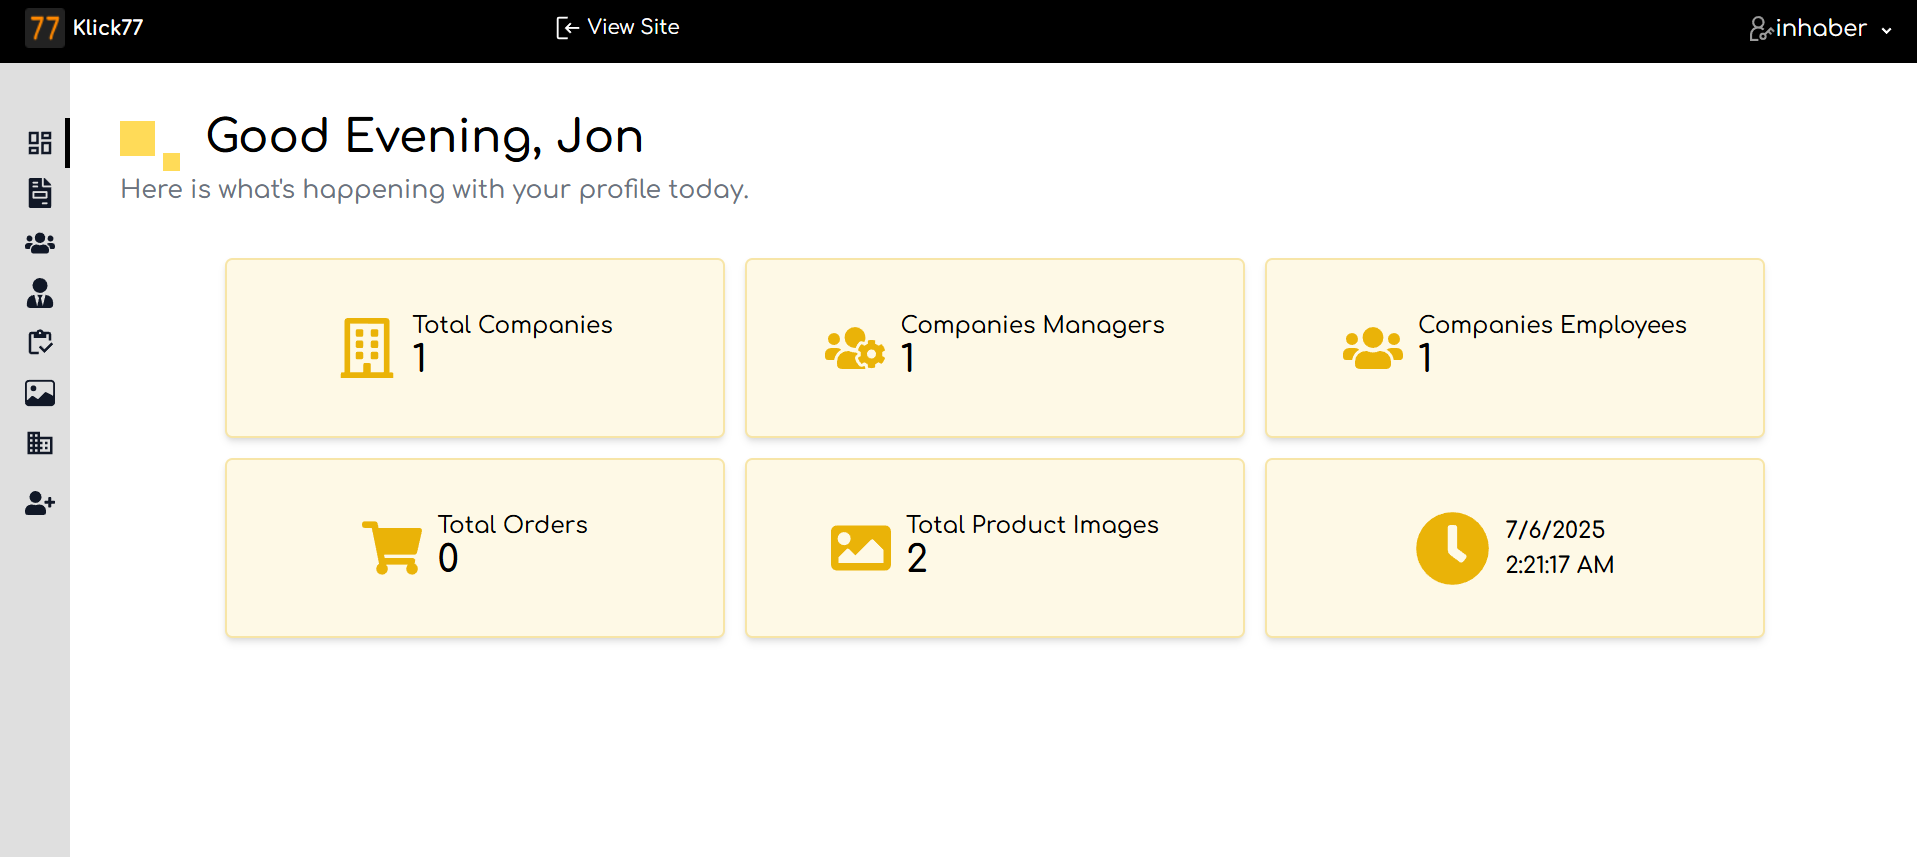 77 Klick77
View Site
inhaber
Good Evening, Jon
Here is what's happening with your profile today.
Total Companies
1
Companies Managers
1
Companies Employees
1
Total Orders
0
Total Product Images
2
7/6/2025
2:21:17 AM